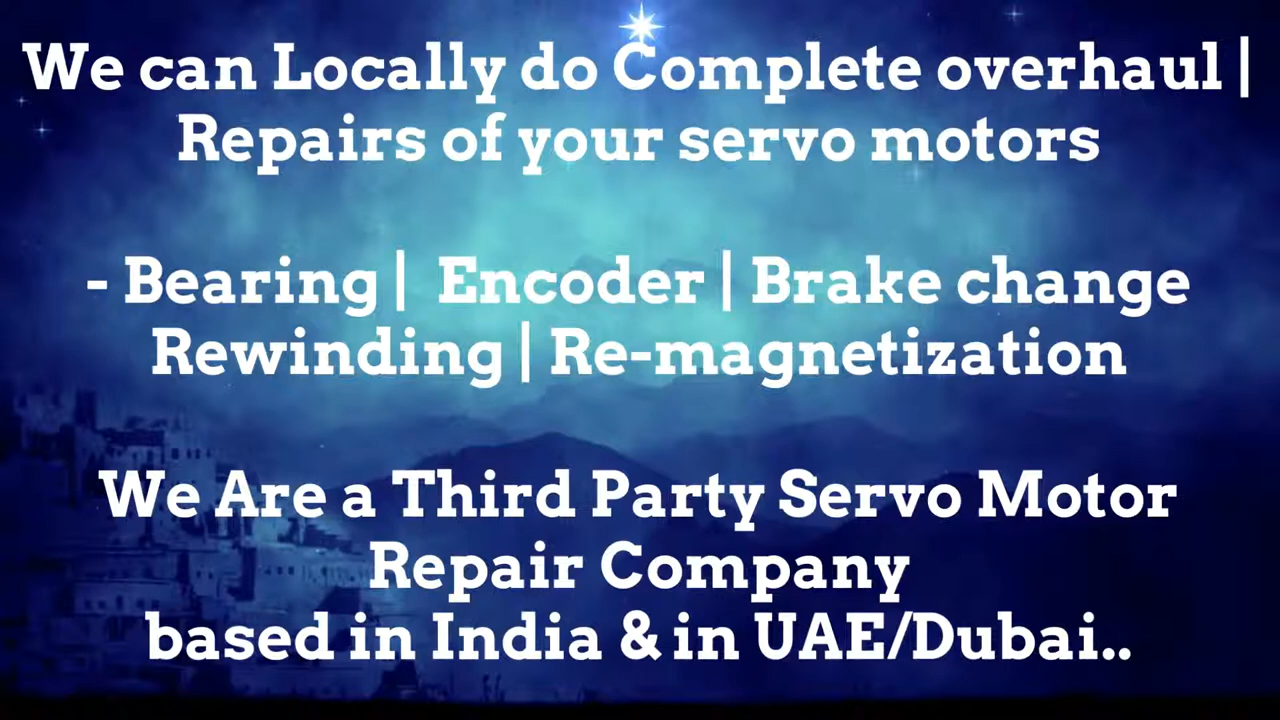 We can Locally do Complete overhaul |
Repairs of your servo motors
- Bearing | Encoder | Brake change
Rewinding | Re-magnetization
We Are a Third Party Servo Motor
Repair Company
based in India & in UAE/Dubai..